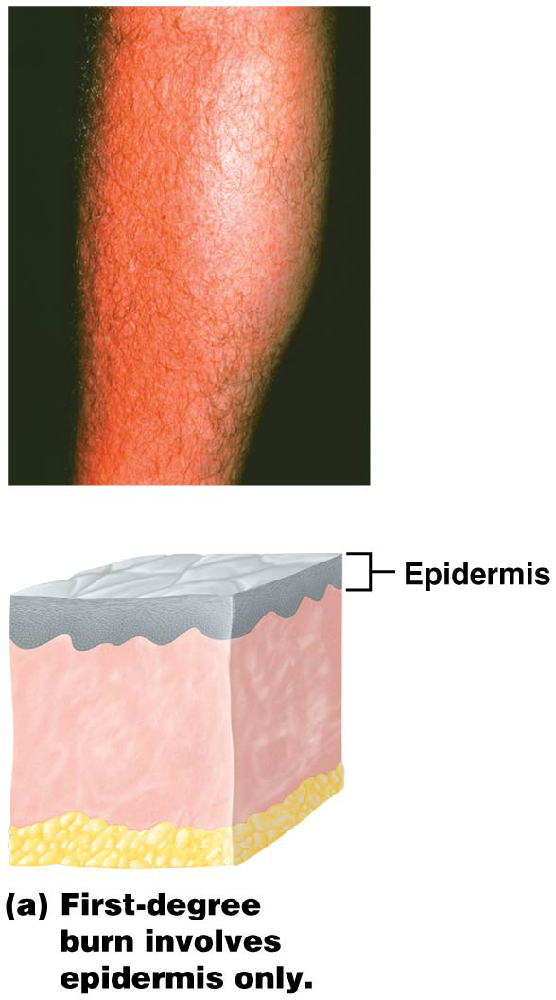 Epidermis
(a) First-degree
burn involves
epidermis only.